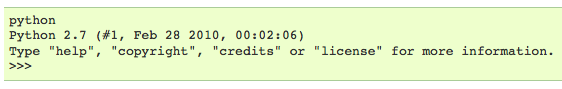 python
Python 2.7 (#1, Feb 28 2010, 00:02:06)
Type "help", "copyright", "credits" or "license" for more information.
>>>